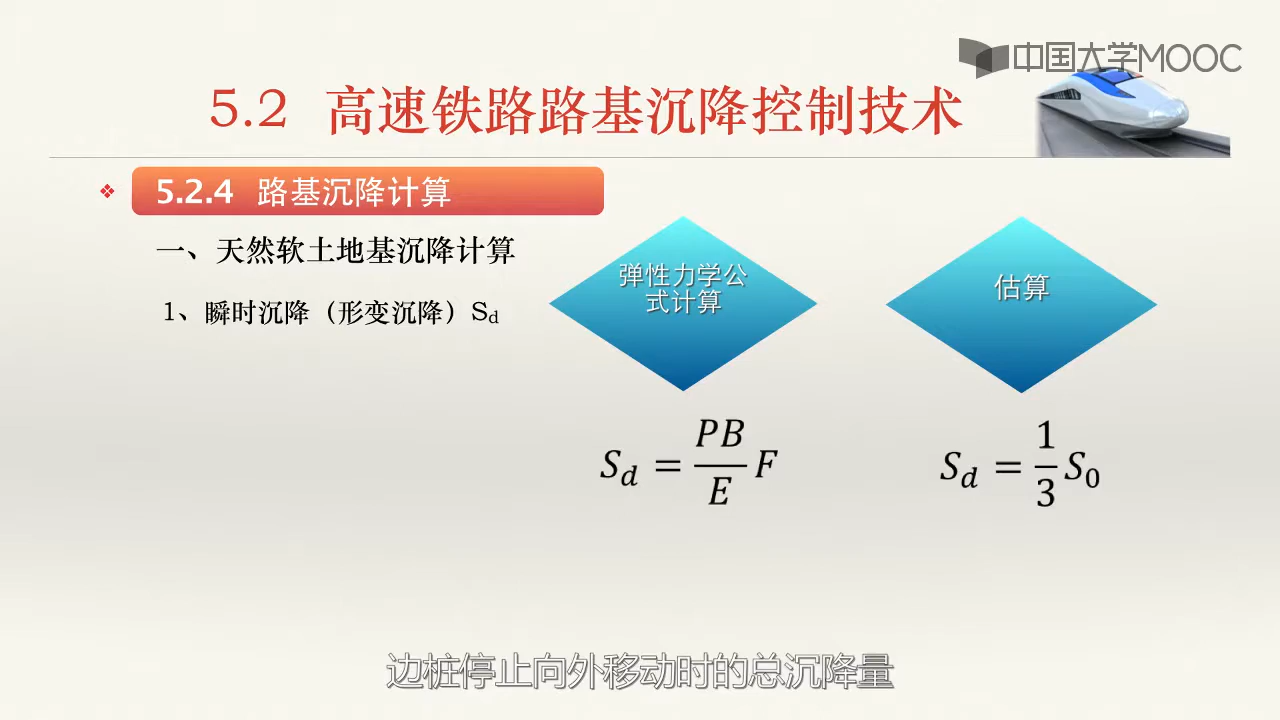 中国大学MOOC
5.2 高速铁路路基沉降控制技术
5.2.4 路基沉降计算
一、天然软土地基沉降计算
1、瞬时沉降（形变沉降）S_d
弹性力学公
式计算
估算
S_d = \frac{PB}{E} F
S_d = \frac{1}{3} S_0
边桩停止向外移动时的总沉降量